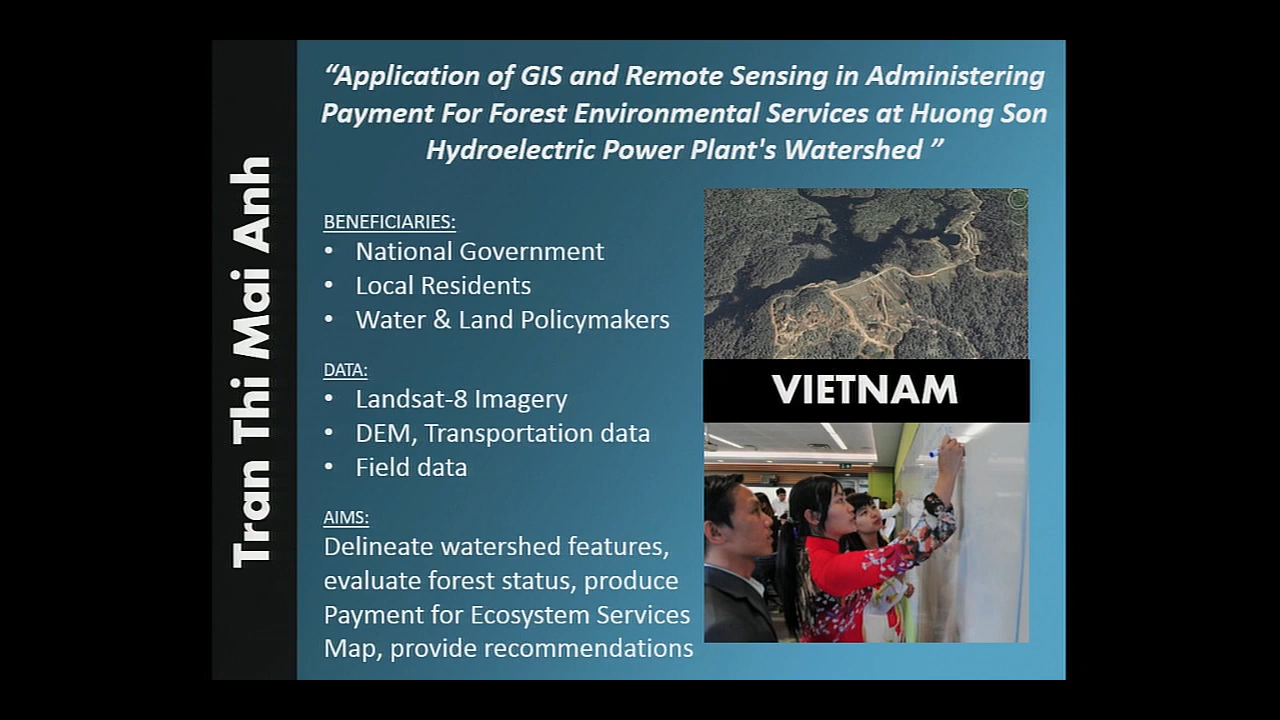 Tran Thi Mai Anh
“Application of GIS and Remote Sensing in Administering
Payment For Forest Environmental Services at Huong Son
Hydroelectric Power Plant's Watershed ”
BENEFICIARIES:
• National Government
• Local Residents
• Water & Land Policymakers
DATA:
• Landsat-8 Imagery
• DEM, Transportation data
• Field data
AIMS:
Delineate watershed features,
evaluate forest status, produce
Payment for Ecosystem Services
Map, provide recommendations
VIETNAM